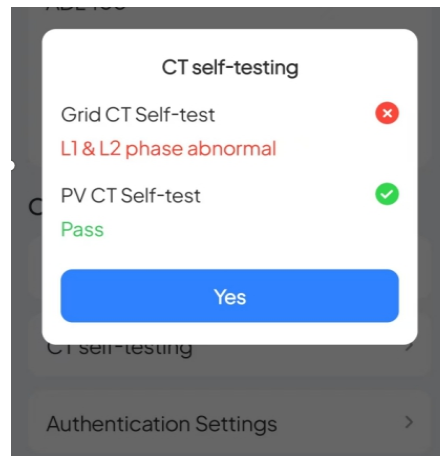 CT self-testing
Grid CT Self-test
L1 & L2 phase abnormal
PV CT Self-test
Pass
Yes
CT self-testing
Authentication Settings